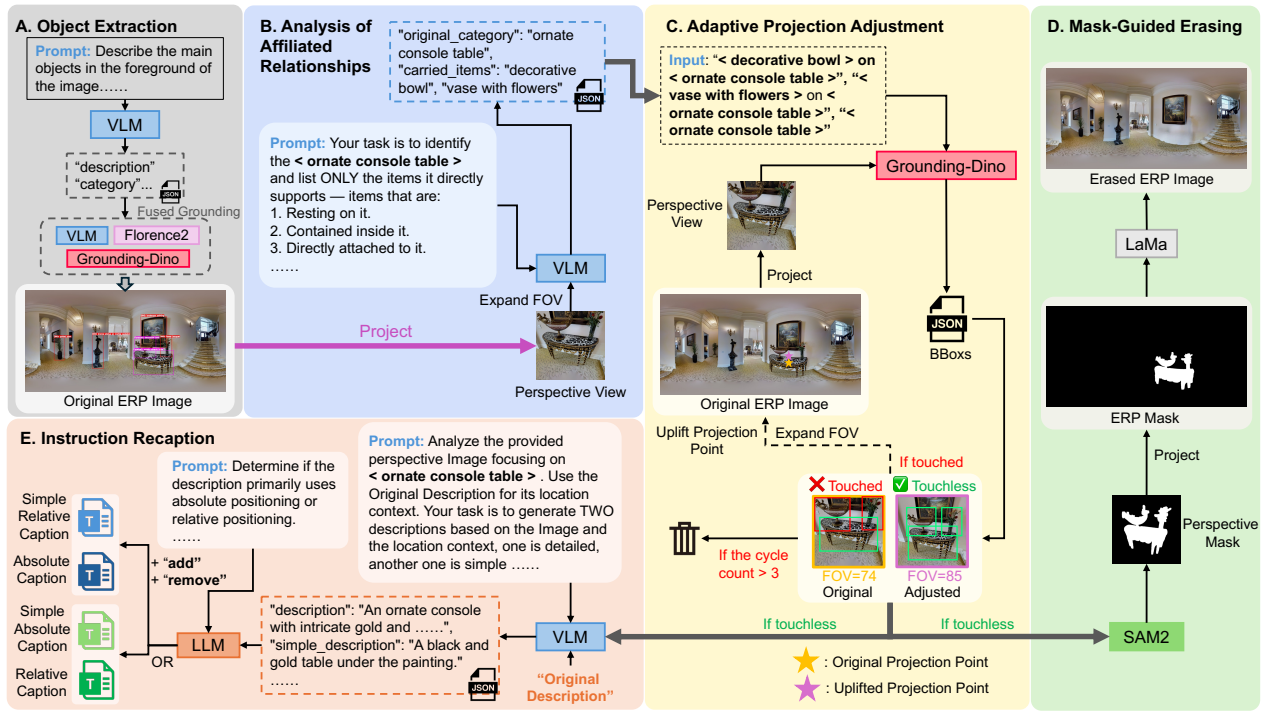 A. Object Extraction
Prompt: Describe the main
objects in the foreground of
the image……
VLM
"description"
"category"...
JSON
Fused Grounding
VLM
Florence2
Grounding-Dino
Original ERP Image
B. Analysis of
Affiliated
Relationships
"original_category": "ornate
console table",
"carried_items": "decorative
bowl", "vase with flowers"
JSON
Prompt: Your task is to identify
the < ornate console table >
and list ONLY the items it directly
supports — items that are:
1. Resting on it.
2. Contained inside it.
3. Directly attached to it.
……
VLM
Expand FOV
Project
Perspective View
C. Adaptive Projection Adjustment
Input: "< decorative bowl > on
< ornate console table >", "<
vase with flowers > on <
ornate console table >", "<
ornate console table >"
Grounding-Dino
Perspective
View
Project
Original ERP Image
JSON
BBoxs
Uplift Projection
Point
Expand FOV
If touched
Touched
Touchless
FOV=74
Original
FOV=85
Adjusted
If the cycle
count > 3
If touchless
If touchless
: Original Projection Point
: Uplifted Projection Point
D. Mask-Guided Erasing
Erased ERP Image
LaMa
ERP Mask
Project
Perspective
Mask
SAM2
E. Instruction Recaption
Prompt: Determine if the
description primarily uses
absolute positioning or
relative positioning.
……
Prompt: Analyze the provided
perspective Image focusing on
< ornate console table > . Use the
Original Description for its location
context. Your task is to generate TWO
descriptions based on the Image and
the location context, one is detailed,
another one is simple ……
Simple
Relative
Caption
T
Absolute
Caption
T
Simple
Absolute
Caption
T
Relative
Caption
T
+ "add"
+ "remove"
OR
LLM
"description": "An ornate console
with intricate gold and ……",
"simple_description": "A black and
gold table under the painting."
……
JSON
VLM
"Original
Description"